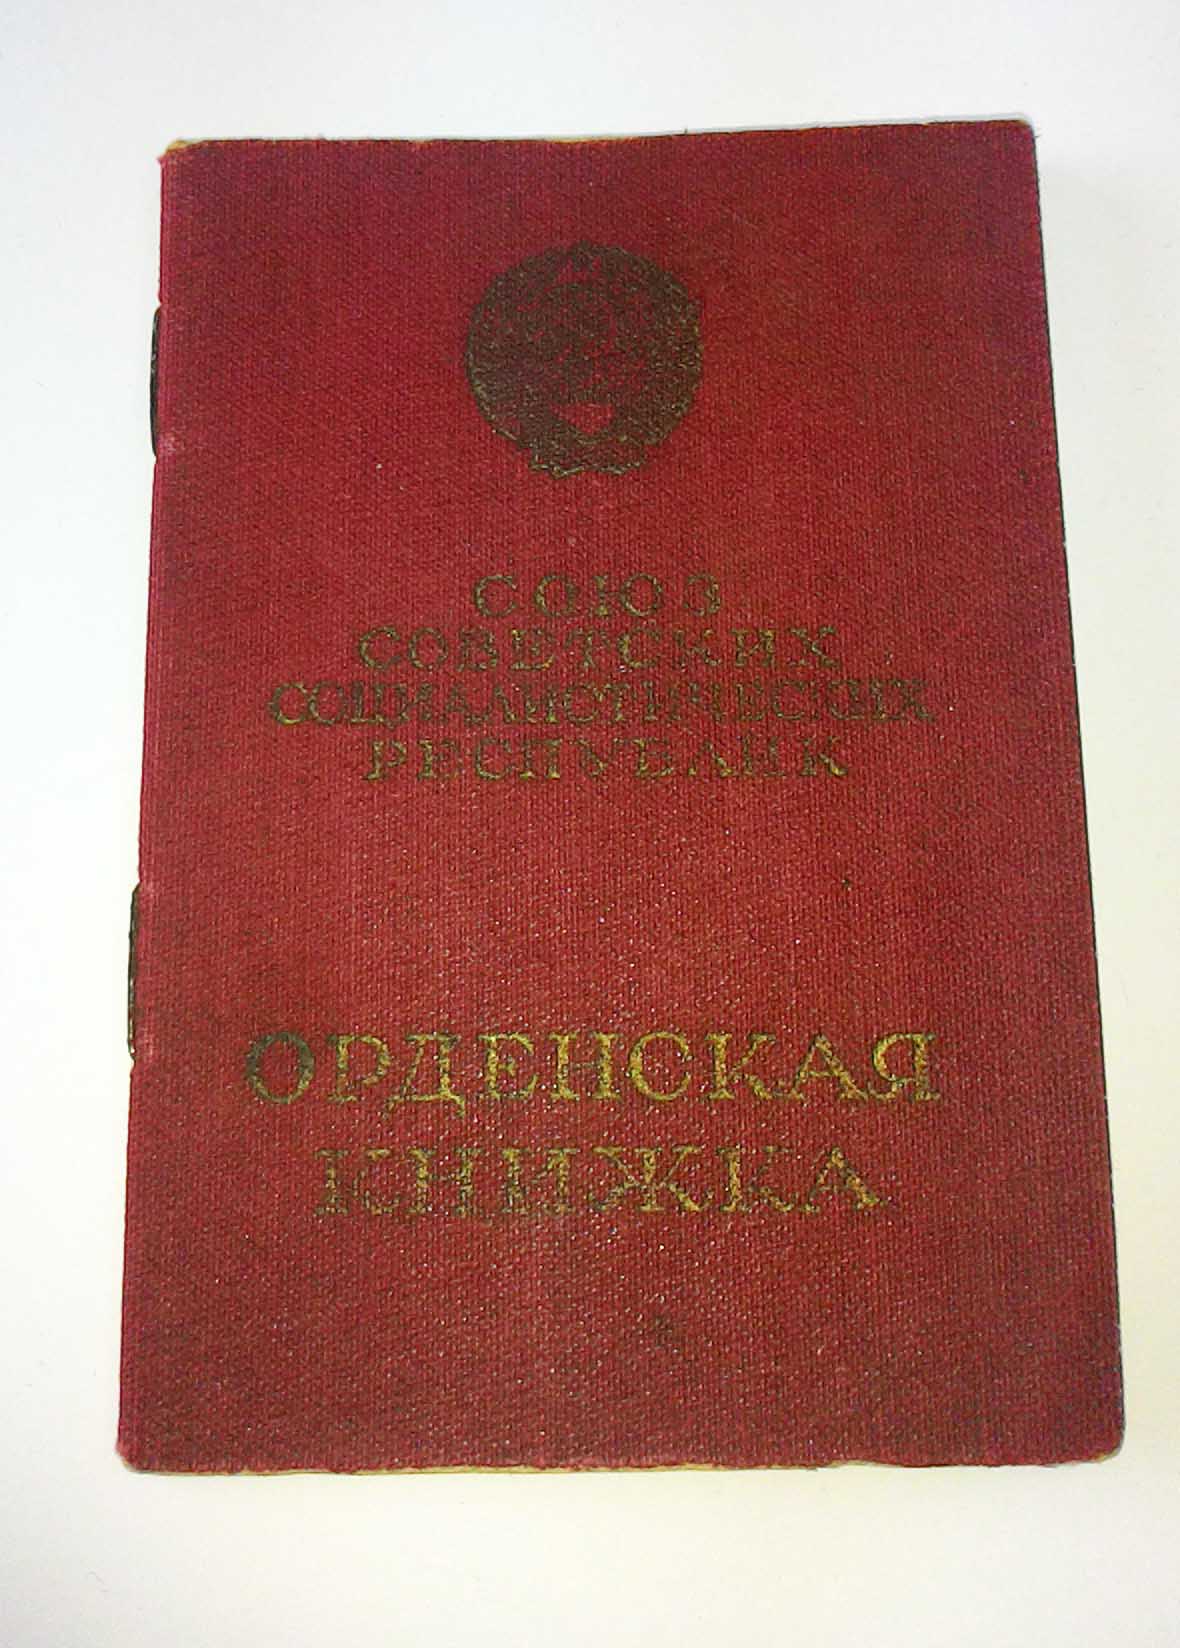 СОЮЗ
СОВЕТСКИХ
СОЦИАЛИСТИЧЕСКИХ
РЕСПУБЛИК
ОРДЕНСКАЯ
КНИЖКА